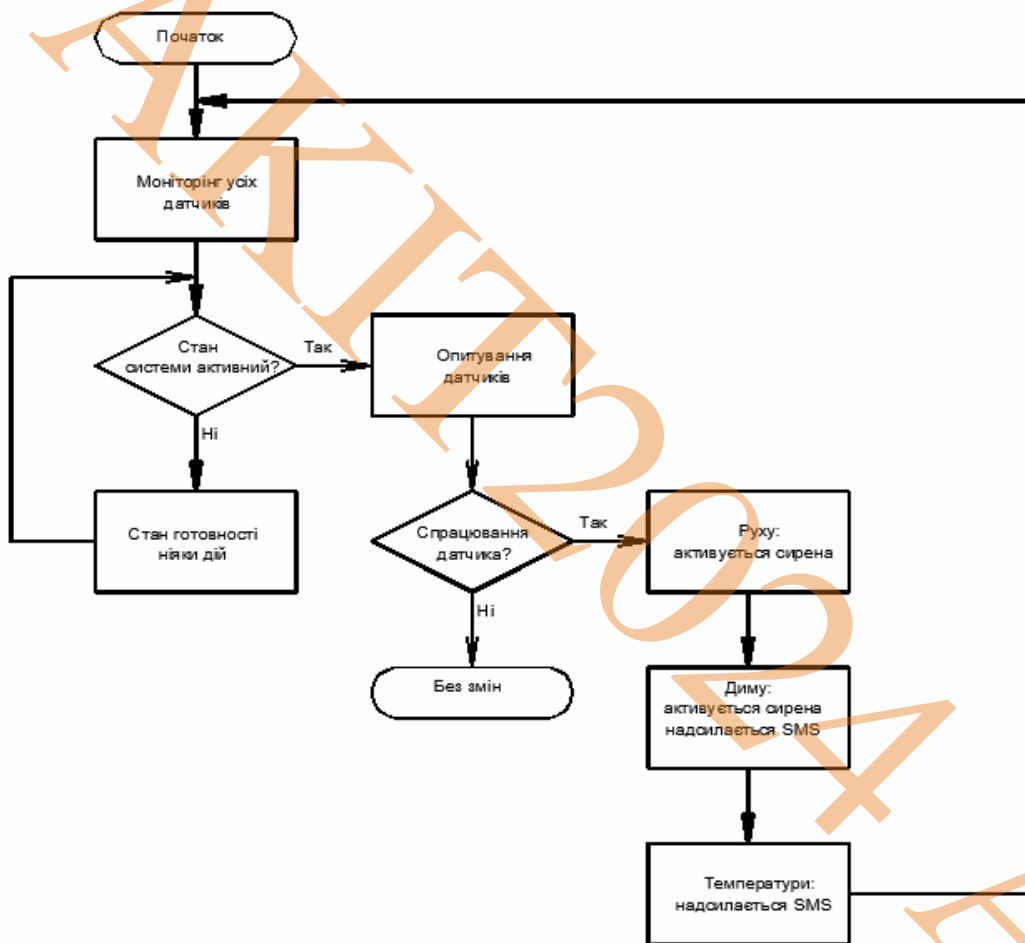 Початок
Моніторінг усіх
датчиків
Стан
системи активний?
Так
Ні
Опитування
датчиків
Стан готовності
ніяки дій
Спрацювання
датчика?
Так
Ні
Руху:
активується сирена
Без змін
Диму:
активується сирена
надсилається SMS
Температури:
надсилається SMS
AKIT2024